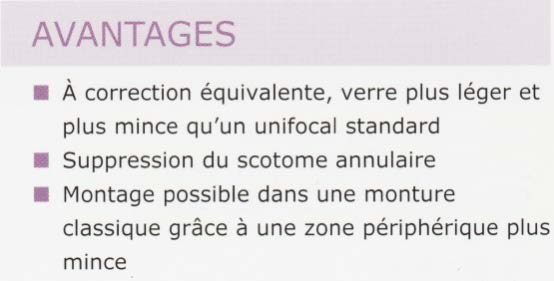 AVANTAGES
À correction équivalente, verre plus léger et
plus mince qu'un unifocal standard
Suppression du scotome annulaire
Montage possible dans une monture
classique grâce à une zone périphérique plus
mince